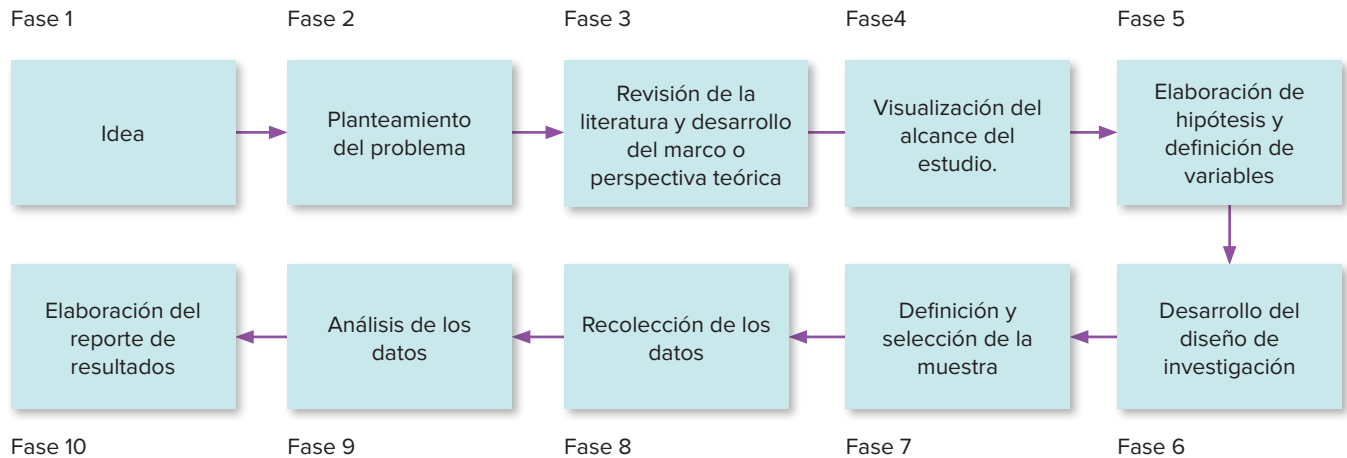 Fase 1
Fase 2
Fase 3
Fase4
Fase 5
Idea
Planteamiento
del problema
Revisión de la
literatura y desarrollo
del marco o
perspectiva teórica
Visualización del
alcance del
estudio.
Elaboración de
hipótesis y
definición de
variables
Elaboración del
reporte de
resultados
Análisis de los
datos
Recolección de los
datos
Definición y
selección de la
muestra
Desarrollo del
diseño de
investigación
Fase 10
Fase 9
Fase 8
Fase 7
Fase 6